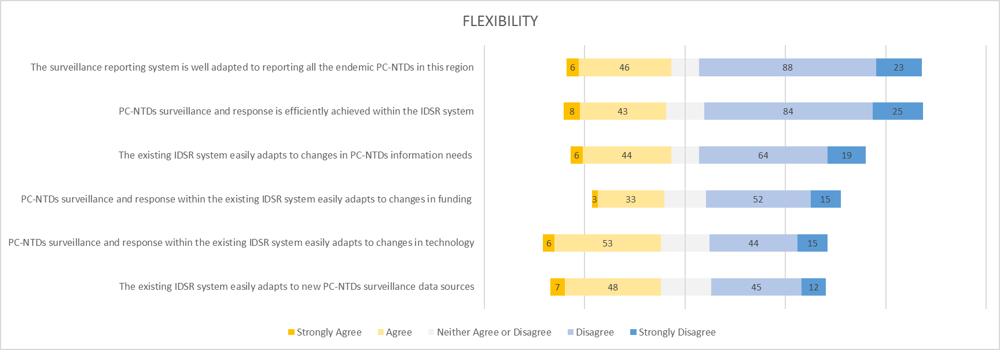 FLEXIBILITY
The surveillance reporting system is well adapted to reporting all the endemic PC-NTDs in this region
6 46 88 23
PC-NTDs surveillance and response is efficiently achieved within the IDSR system
8 43 84 25
The existing IDSR system easily adapts to changes in PC-NTDs information needs
6 44 64 19
PC-NTDs surveillance and response within the existing IDSR system easily adapts to changes in funding
3 33 52 15
PC-NTDs surveillance and response within the existing IDSR system easily adapts to changes in technology
6 53 44 15
The existing IDSR system easily adapts to new PC-NTDs surveillance data sources
7 48 45 12
Strongly Agree Agree Neither Agree or Disagree Disagree Strongly Disagree